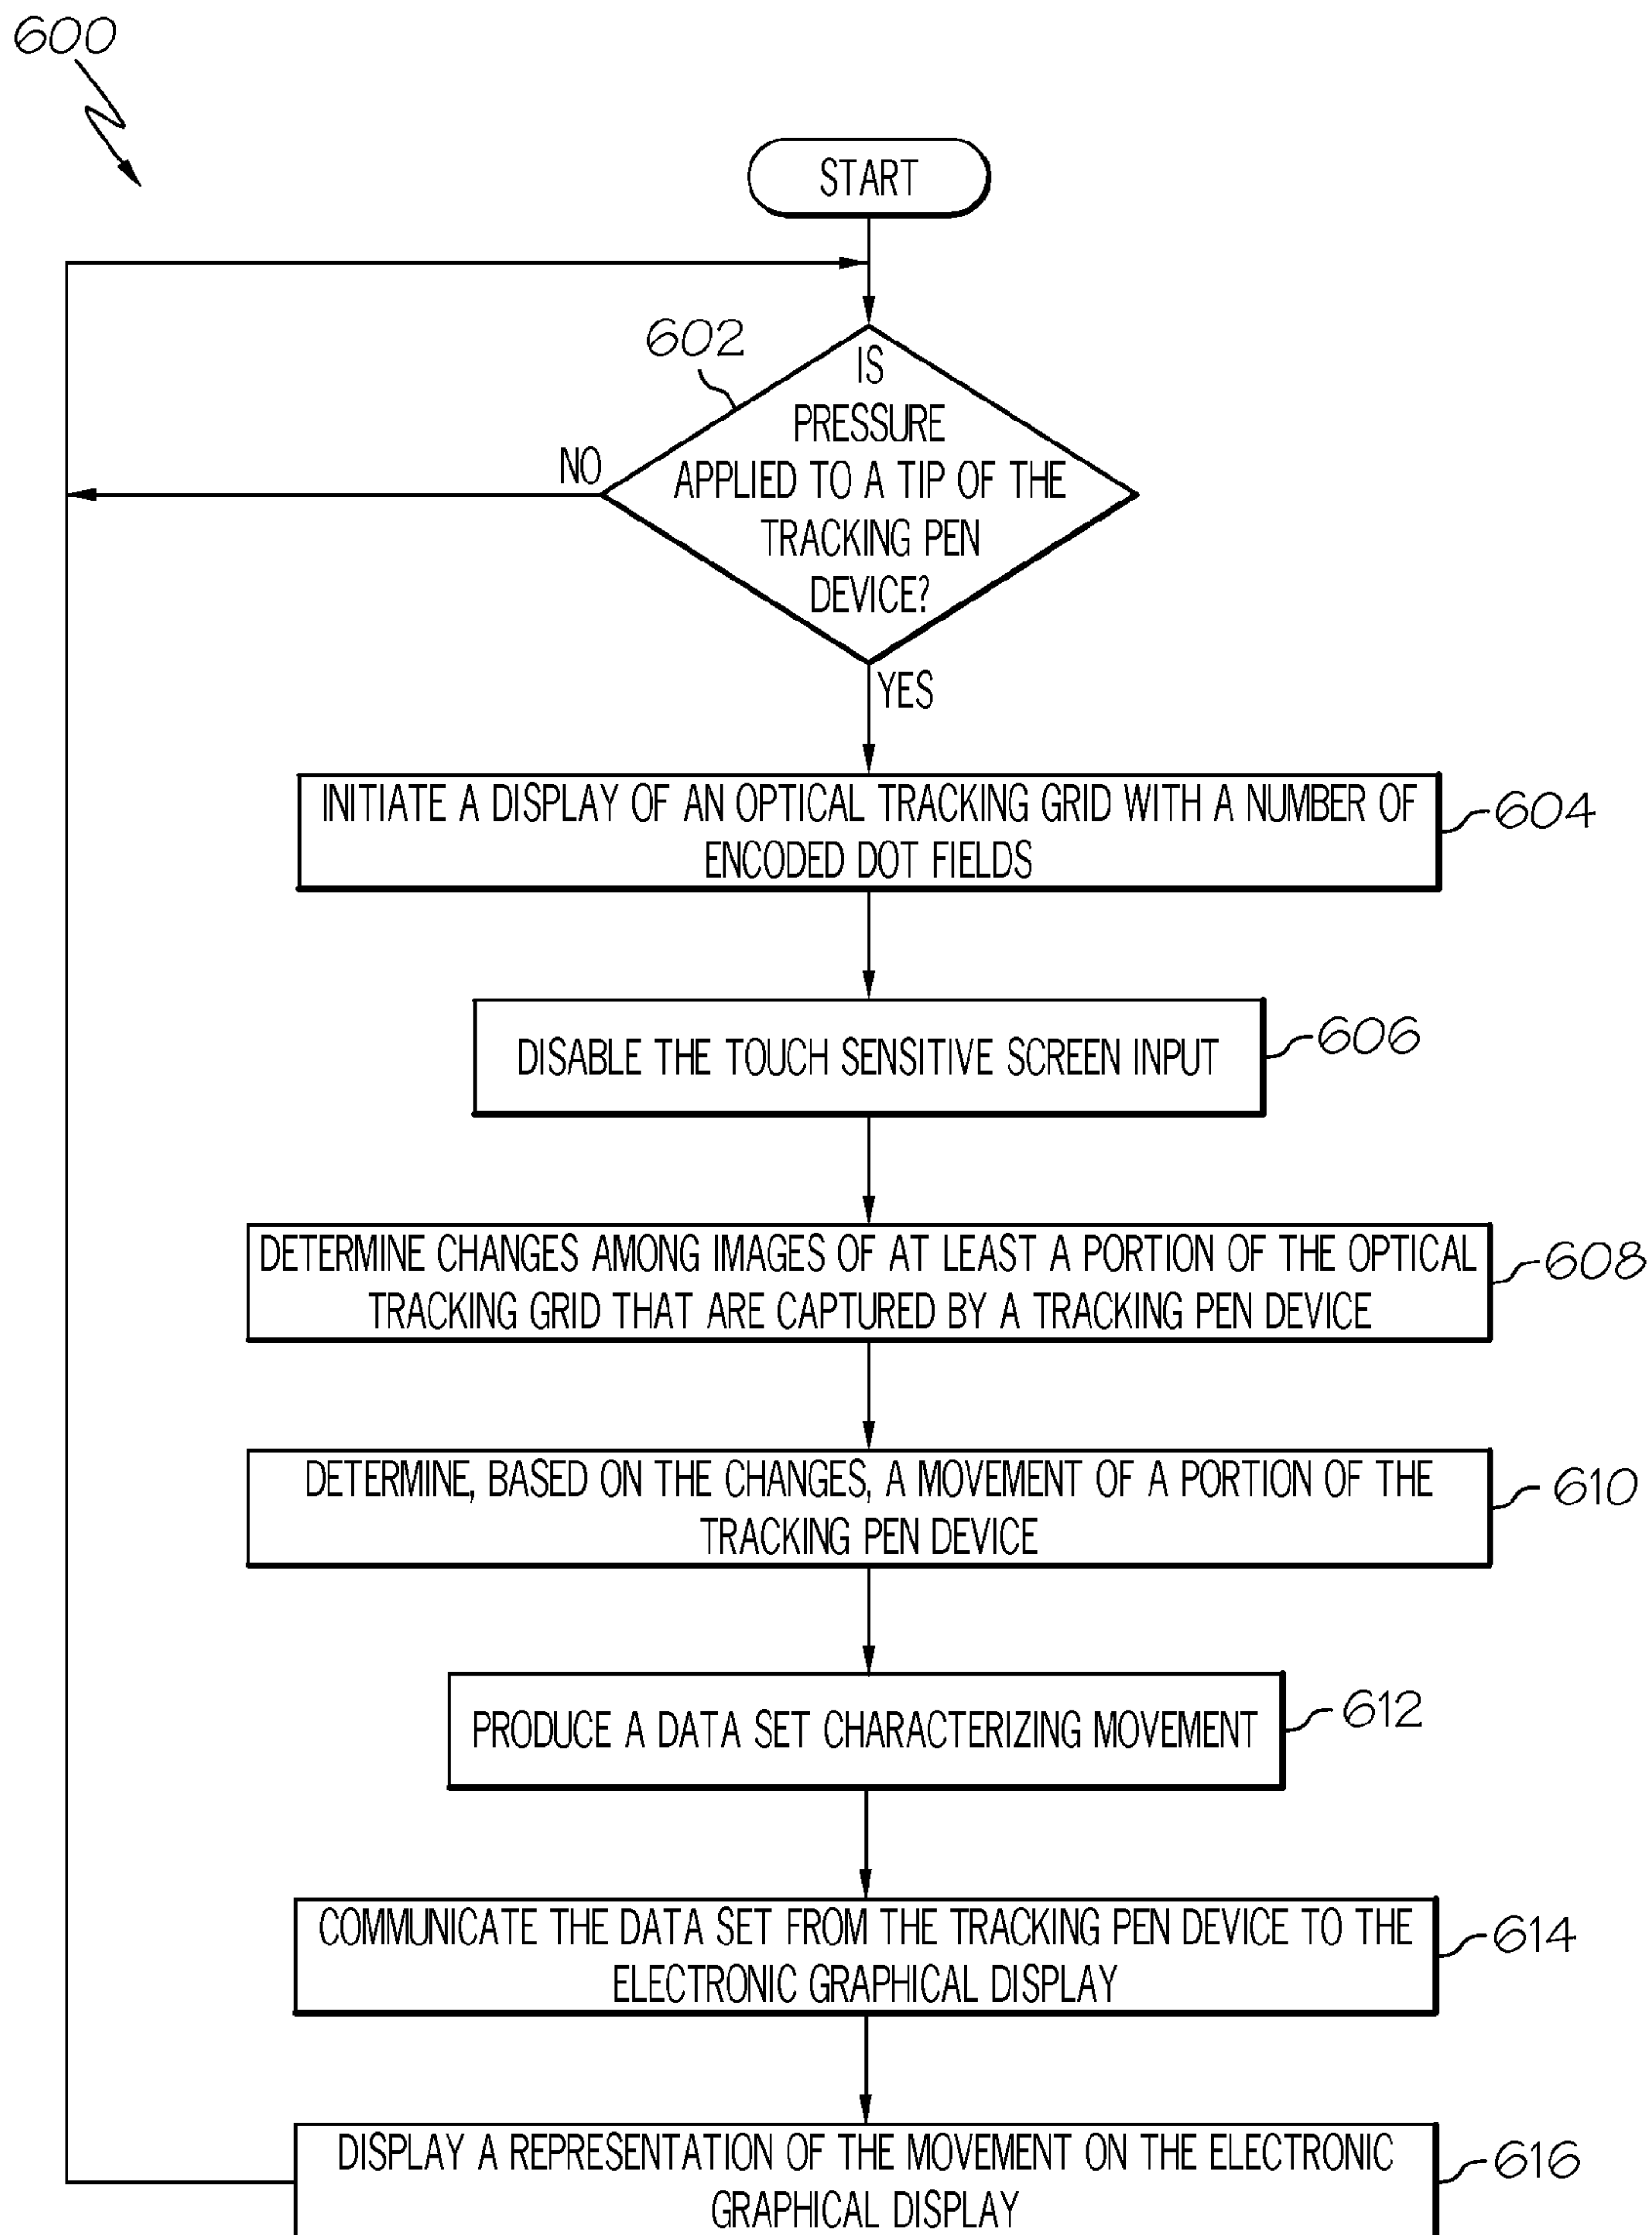 600
START
602
IS
PRESSURE
APPLIED TO A TIP OF THE
TRACKING PEN
DEVICE?
NO
YES
INITIATE A DISPLAY OF AN OPTICAL TRACKING GRID WITH A NUMBER OF
ENCODED DOT FIELDS
604
DISABLE THE TOUCH SENSITIVE SCREEN INPUT
606
DETERMINE CHANGES AMONG IMAGES OF AT LEAST A PORTION OF THE OPTICAL
TRACKING GRID THAT ARE CAPTURED BY A TRACKING PEN DEVICE
608
DETERMINE, BASED ON THE CHANGES, A MOVEMENT OF A PORTION OF THE
TRACKING PEN DEVICE
610
PRODUCE A DATA SET CHARACTERIZING MOVEMENT
612
COMMUNICATE THE DATA SET FROM THE TRACKING PEN DEVICE TO THE
ELECTRONIC GRAPHICAL DISPLAY
614
DISPLAY A REPRESENTATION OF THE MOVEMENT ON THE ELECTRONIC
GRAPHICAL DISPLAY
616